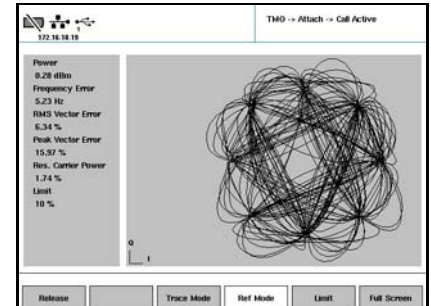 1
172.16.10.19
TMO -> Attach -> Call Active
Power
0.28 dBm
Frequency Error
5.23 Hz
RMS Vector Error
6.34 %
Peak Vector Error
15.97 %
Res. Carrier Power
1.74 %
Limit
10 %
Q
I
Release
Trace Mode
Ref Mode
Limit
Full Screen